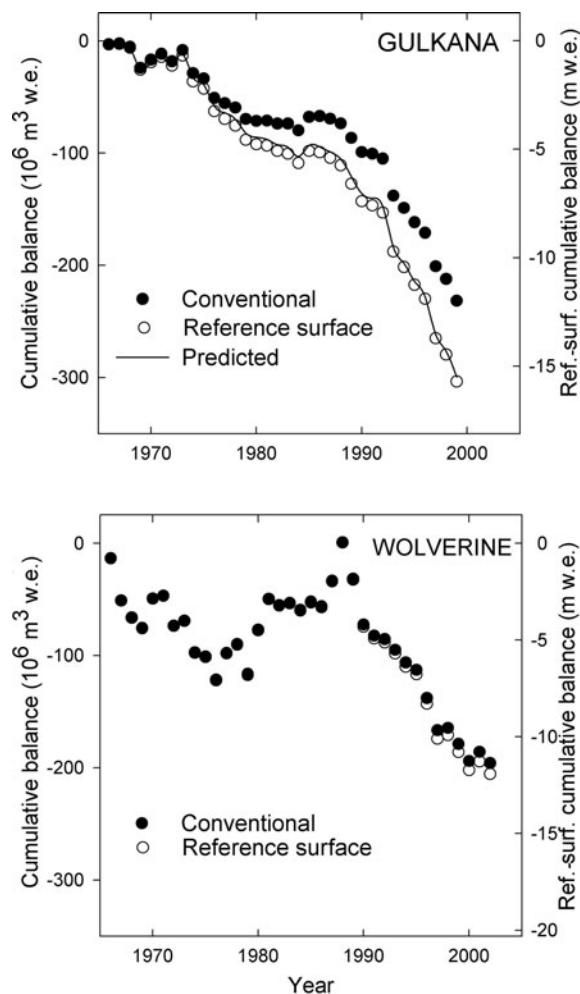 GULKANA
Cumulative balance (10⁶ m³ w.e.)
0
-100
-200
-300
Conventional
Reference surface
Predicted
0
-5
-10
-15
Ref.-surf. cumulative balance (m w.e.)
1970 1980 1990 2000
WOLVERINE
Cumulative balance (10⁶ m³ w.e.)
0
-100
-200
-300
Conventional
Reference surface
0
-5
-10
-15
-20
Ref.-surf. cumulative balance (m w.e.)
1970 1980 1990 2000
Year